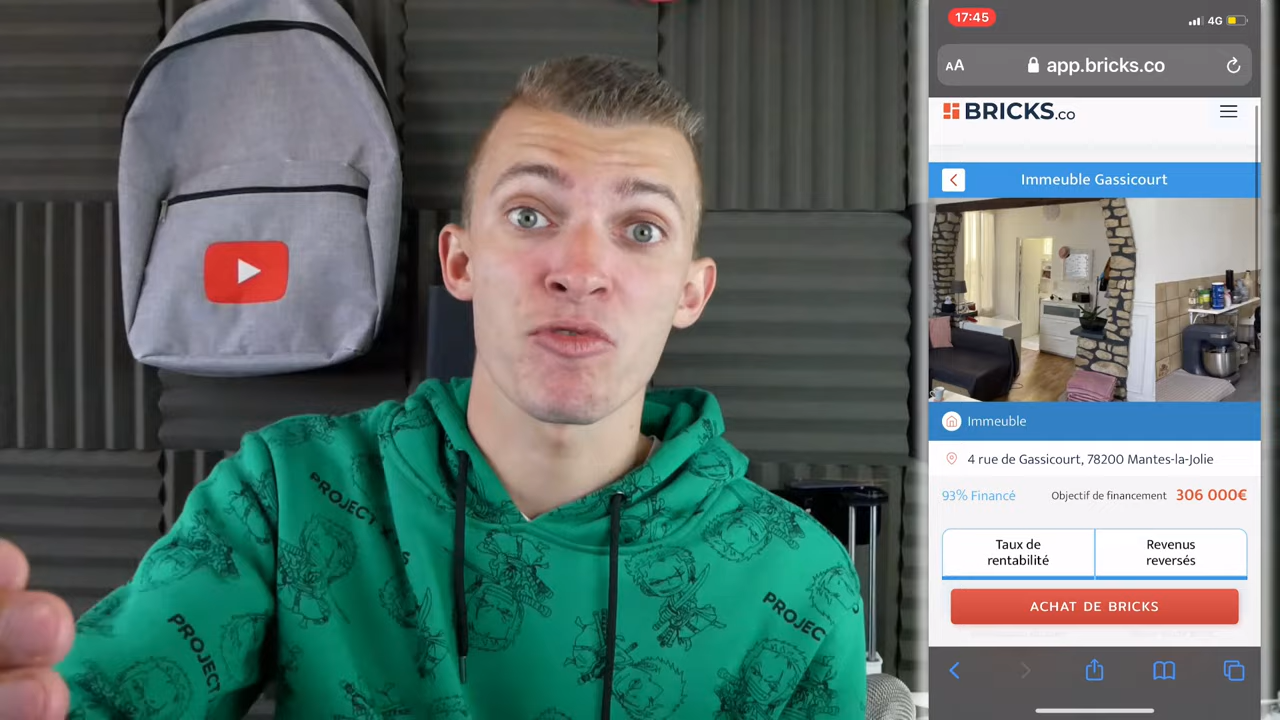 17:45
4G
AA
app.bricks.co
BRICKS.co
Immeuble Gassicourt
Immeuble
4 rue de Gassicourt, 78200 Mantes-la-Jolie
93% Financé
Objectif de financement 306 000€
Taux de
rentabilité
Revenus
reversés
ACHAT DE BRICKS
PROJECT
PROJECT
PROJEC